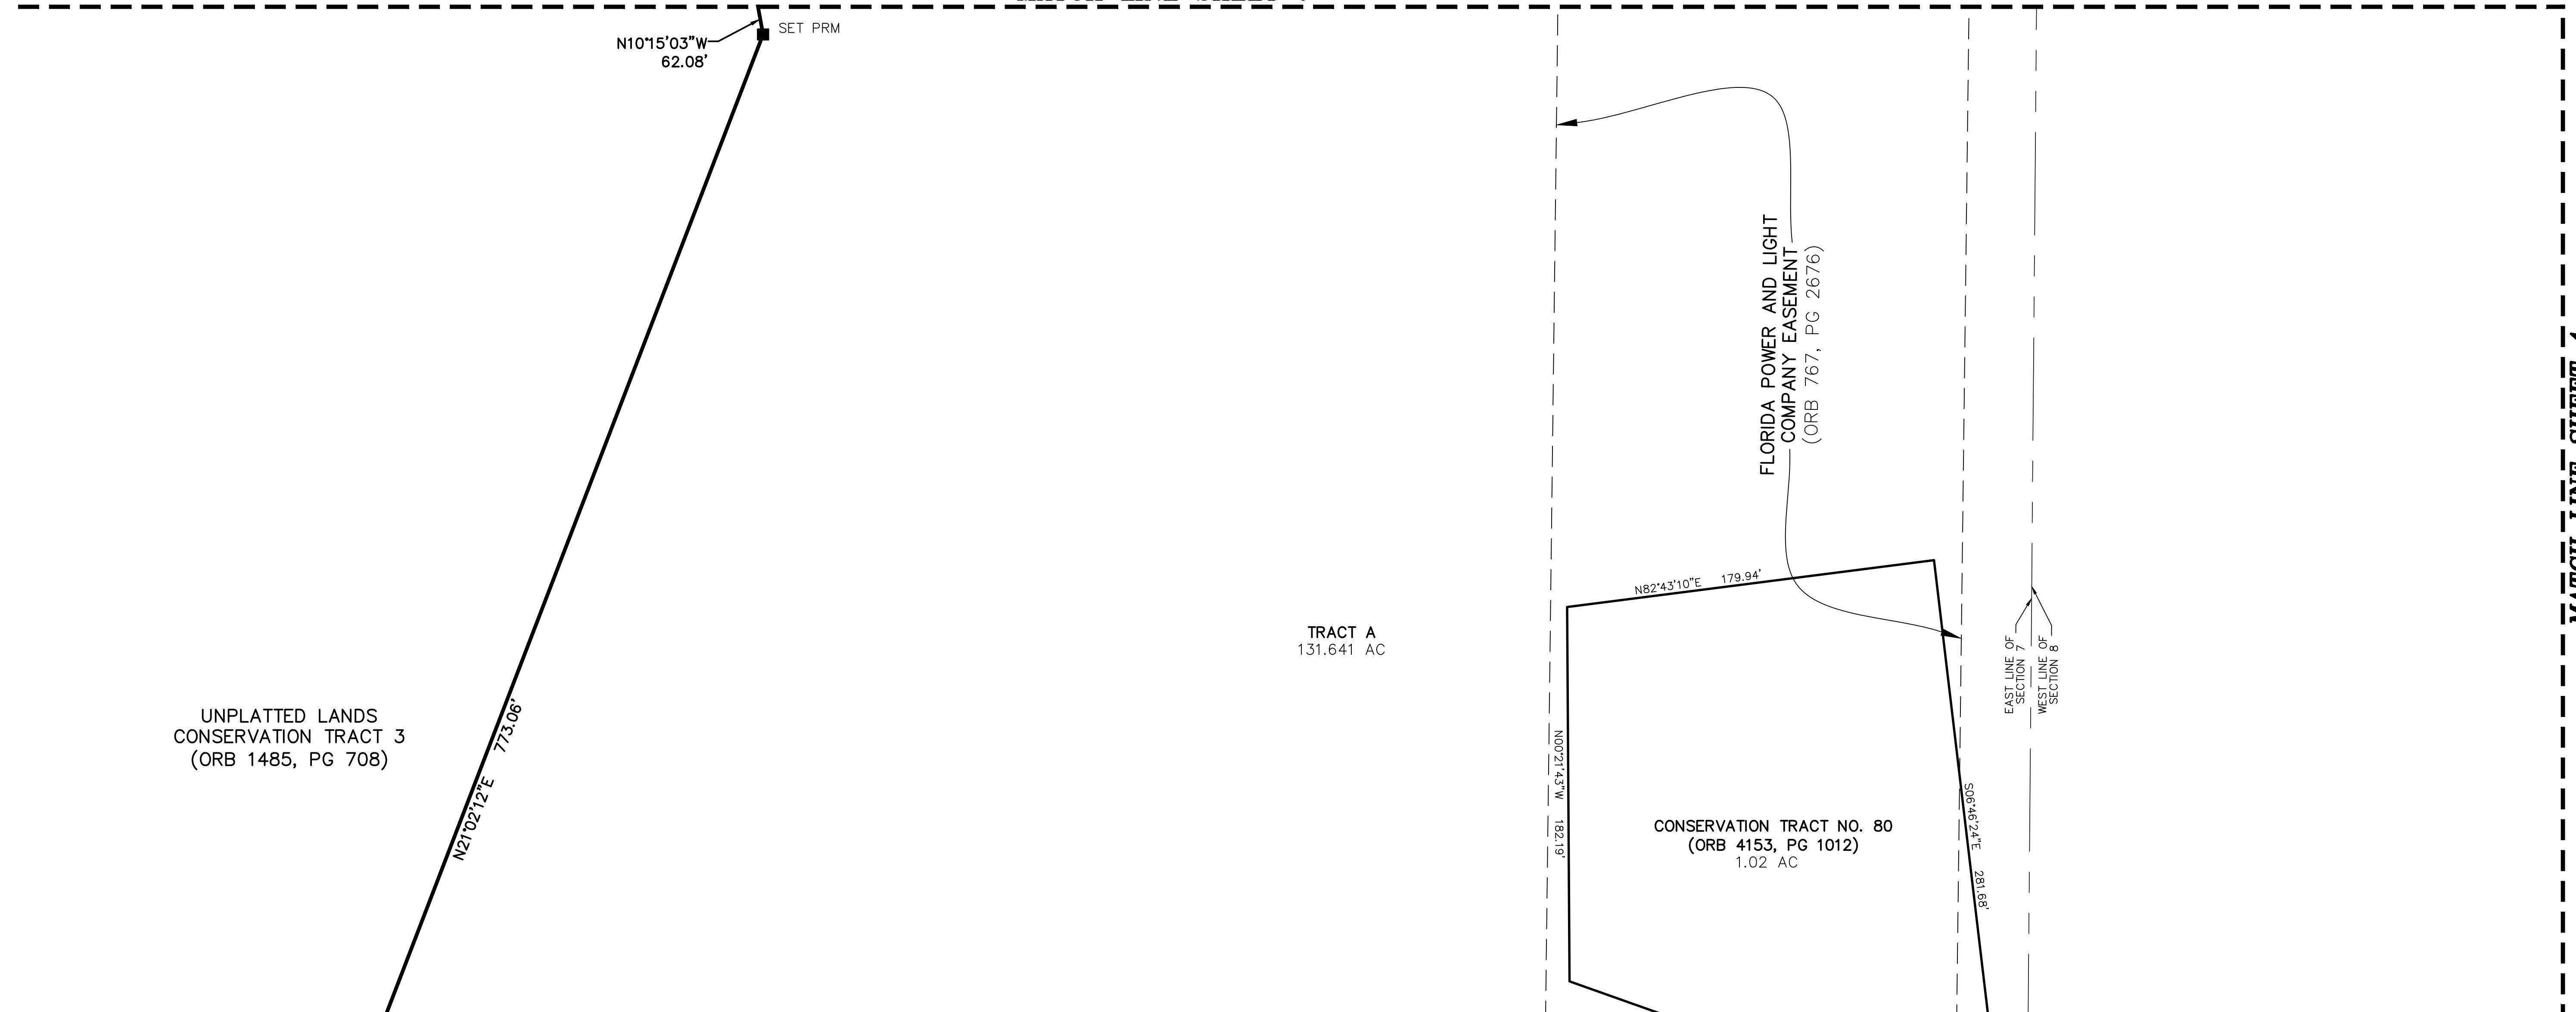 SET PRM
N10°15'03"W
62.08'
FLORIDA POWER AND LIGHT
COMPANY EASEMENT
(ORB 767, PG 2676)
N82°43'10"E 179.94'
TRACT A
131.641 AC
EAST LINE OF
SECTION 7
WEST LINE OF
SECTION 8
UNPLATTED LANDS
CONSERVATION TRACT 3
(ORB 1485, PG 708)
N21°02'12"E 773.06'
N00°21'43"W 182.19'
CONSERVATION TRACT NO. 80
(ORB 4153, PG 1012)
1.02 AC
S06°46'24"E 281.68'
MATCH LINE SHEET